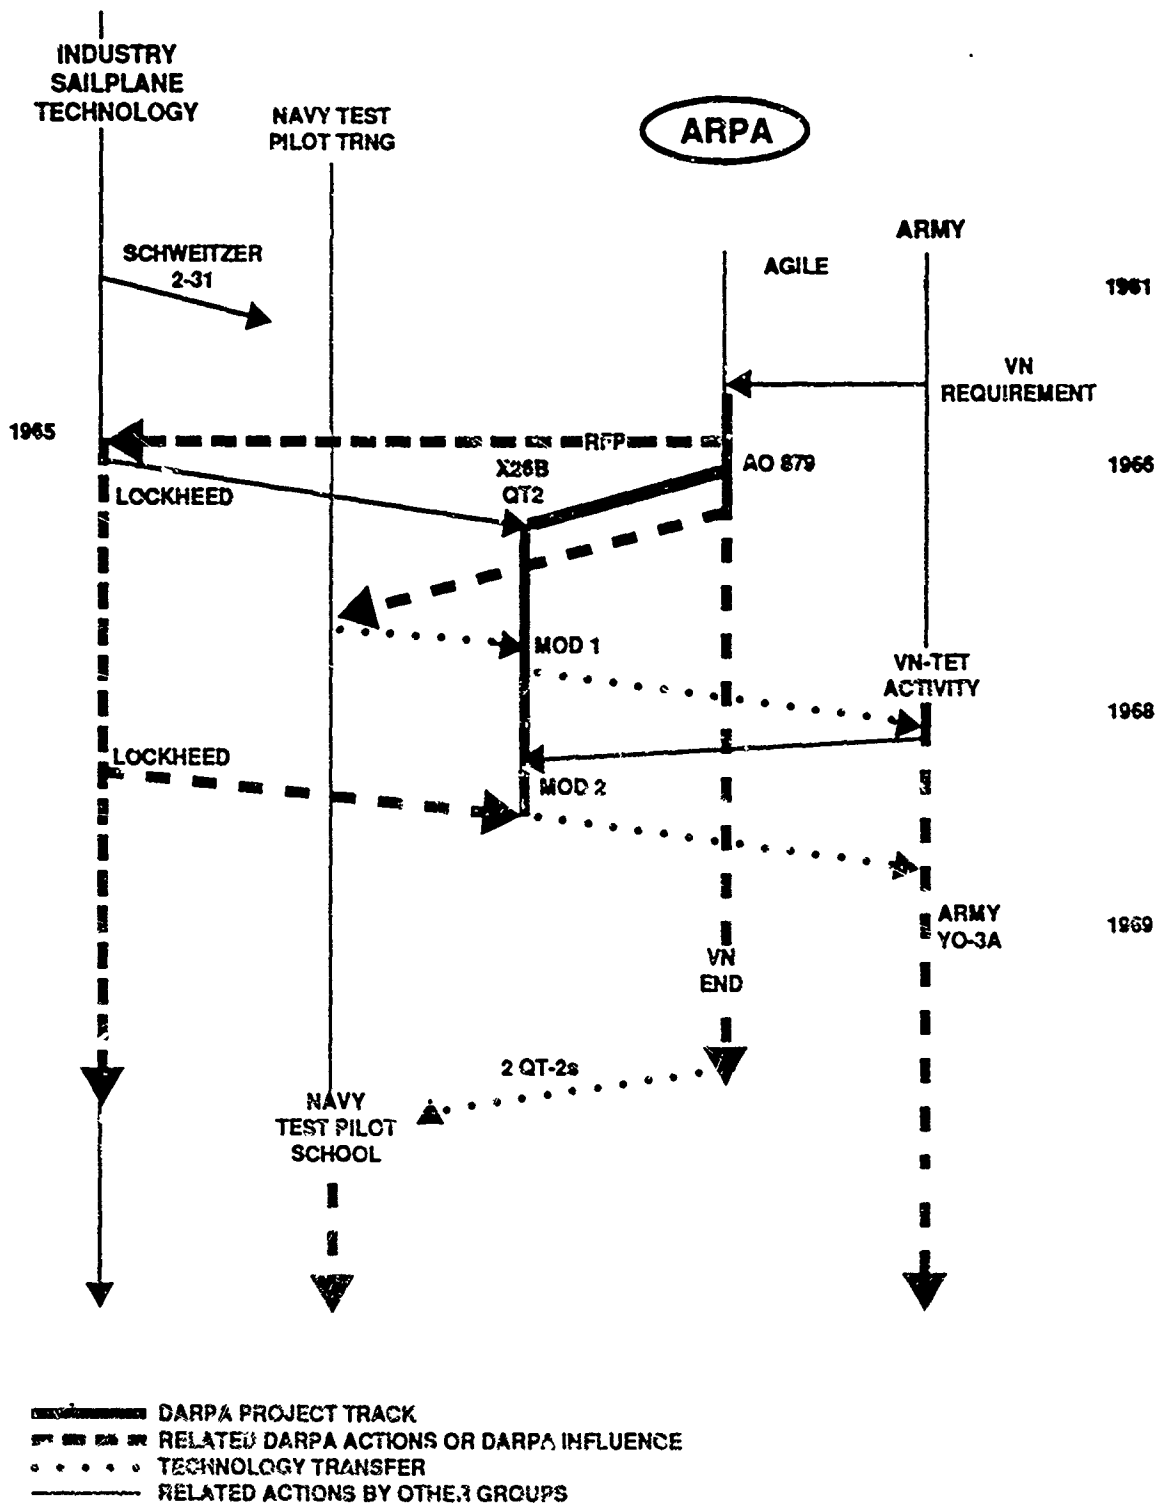 INDUSTRY
SAILPLANE
TECHNOLOGY
NAVY TEST
PILOT TRNG
ARPA
ARMY
SCHWEITZER
2-31
AGILE
1961
VN
REQUIREMENT
1965
RFP
X26B
QT2
AO 879
1966
LOCKHEED
MOD 1
VN-TET
ACTIVITY
1968
LOCKHEED
MOD 2
ARMY
YO-3A
1969
VN
END
2 QT-2s
NAVY
TEST PILOT
SCHOOL
DARPA PROJECT TRACK
RELATED DARPA ACTIONS OR DARPA INFLUENCE
TECHNOLOGY TRANSFER
RELATED ACTIONS BY OTHER GROUPS